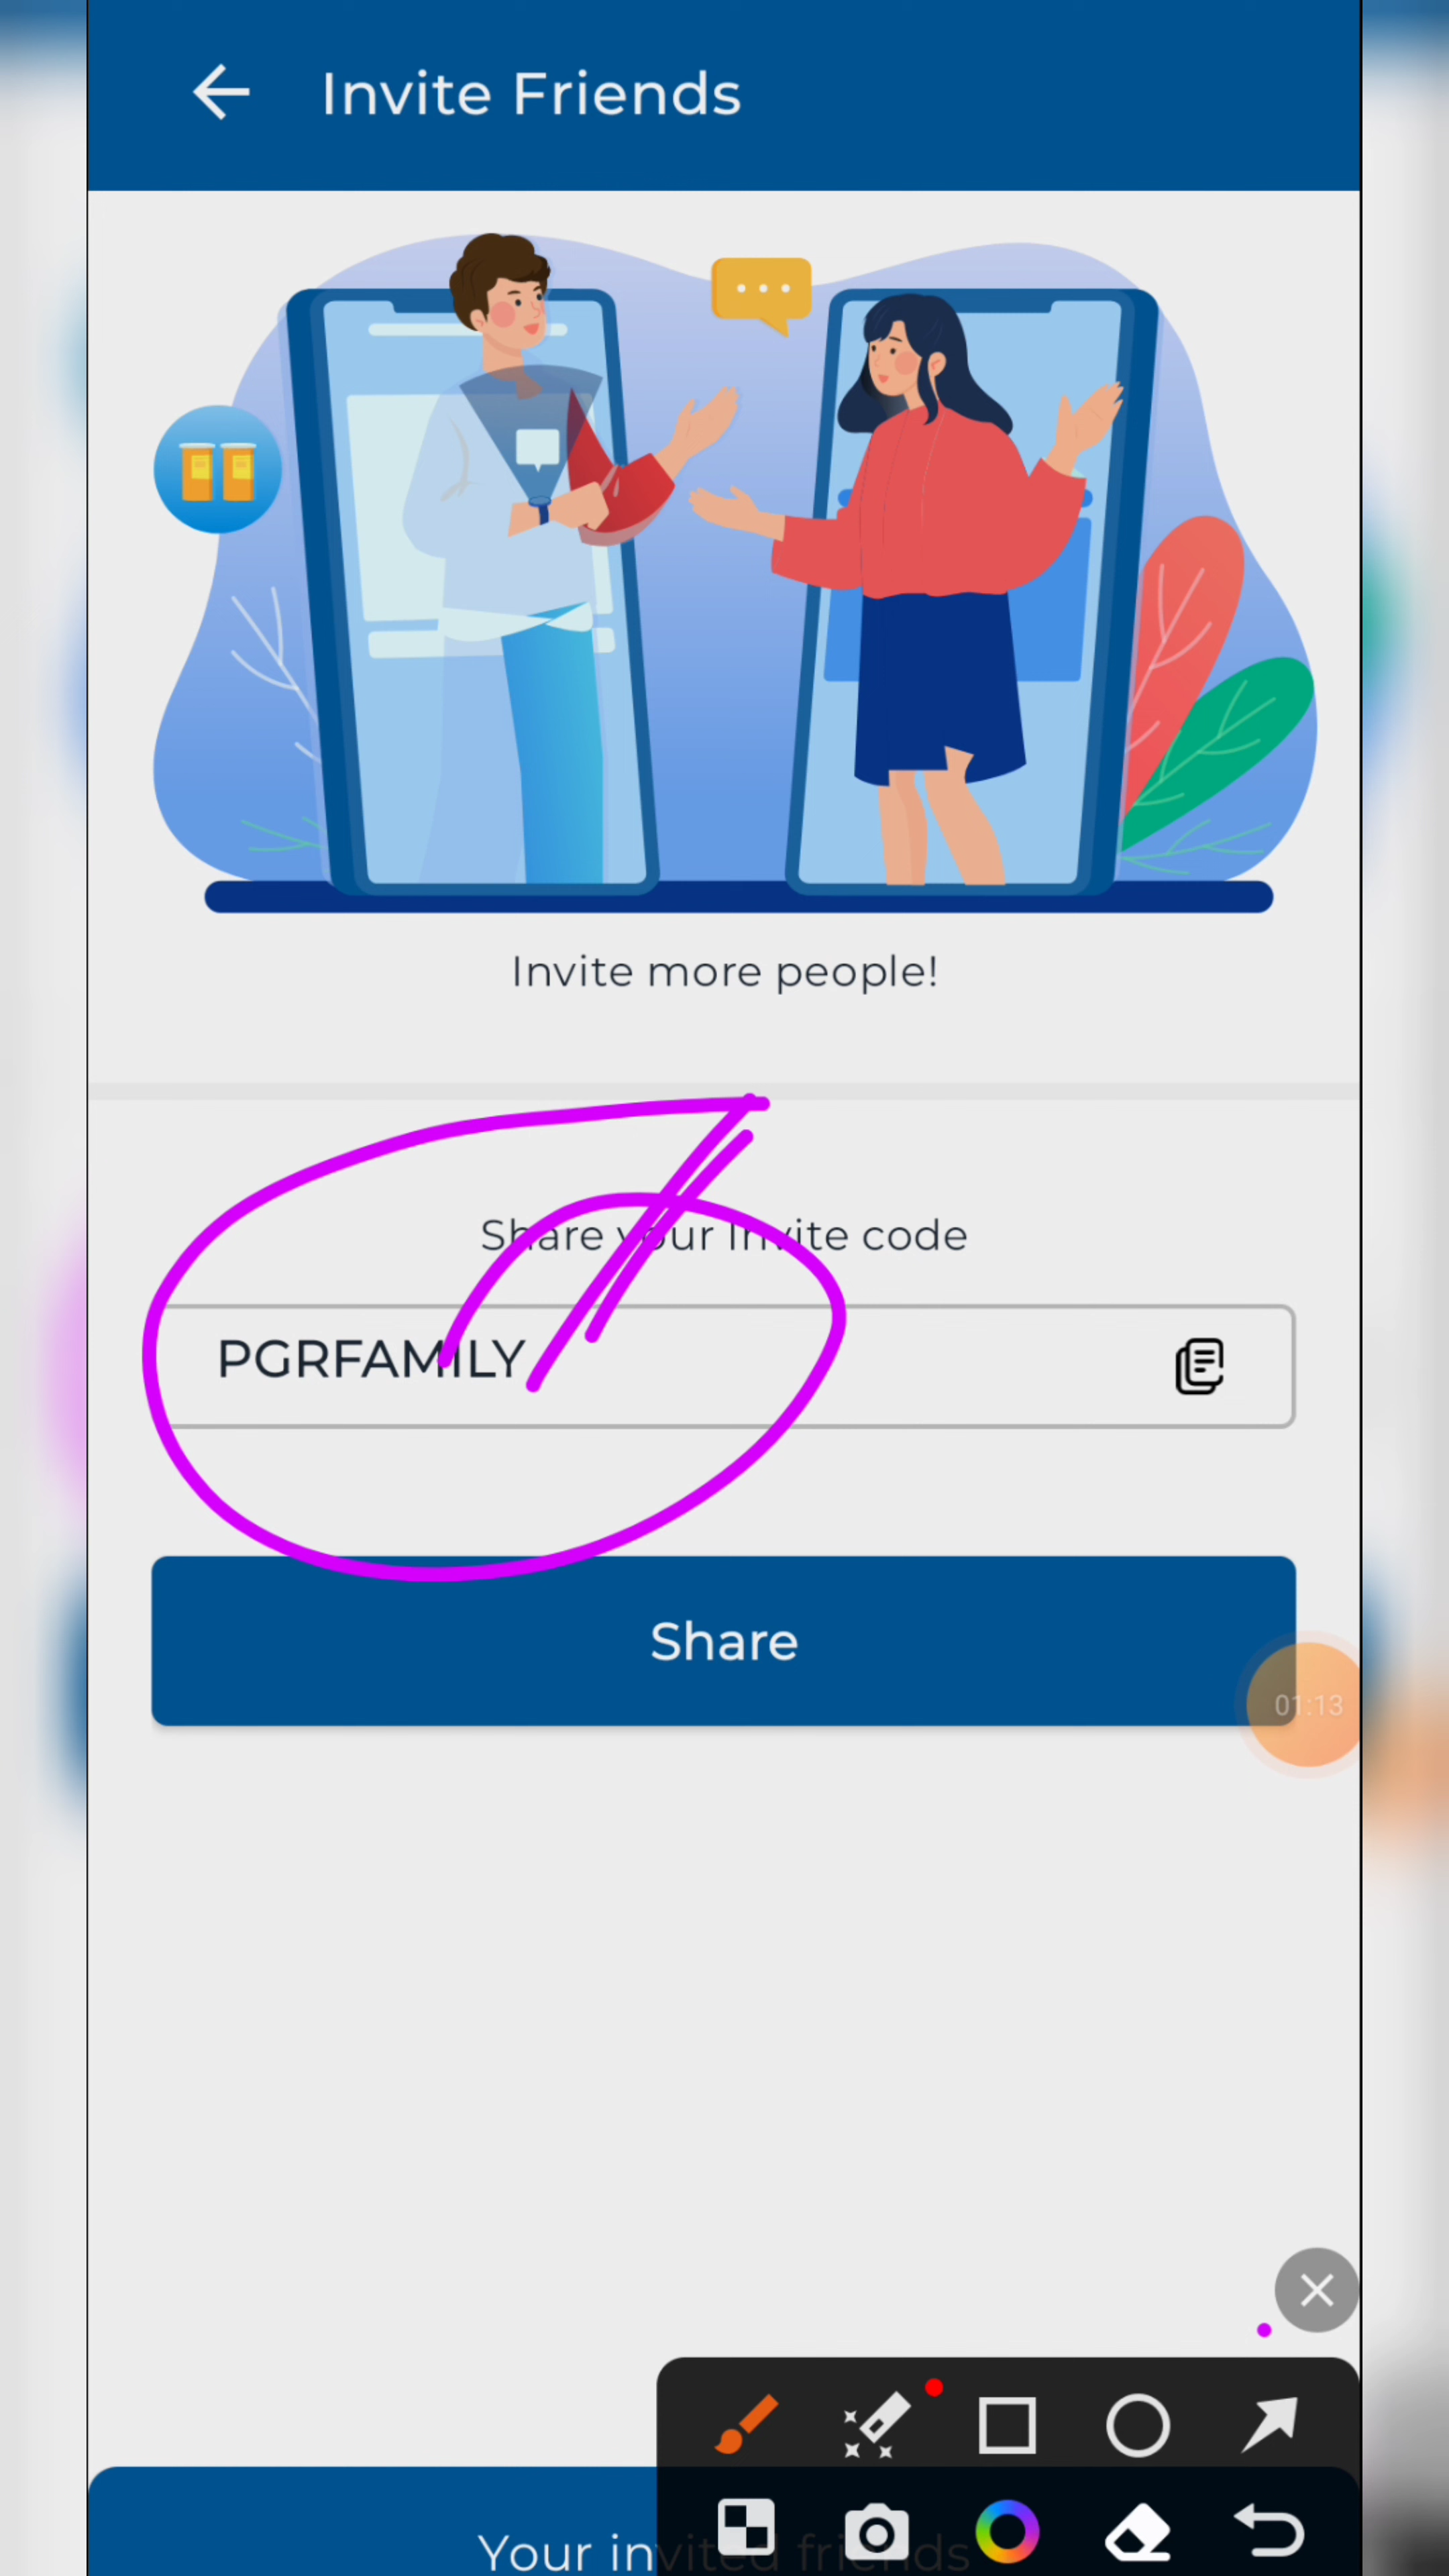 Invite Friends
Invite more people!
Share your invite code
PGRFAMILY
Share
01:13
Your invited friends